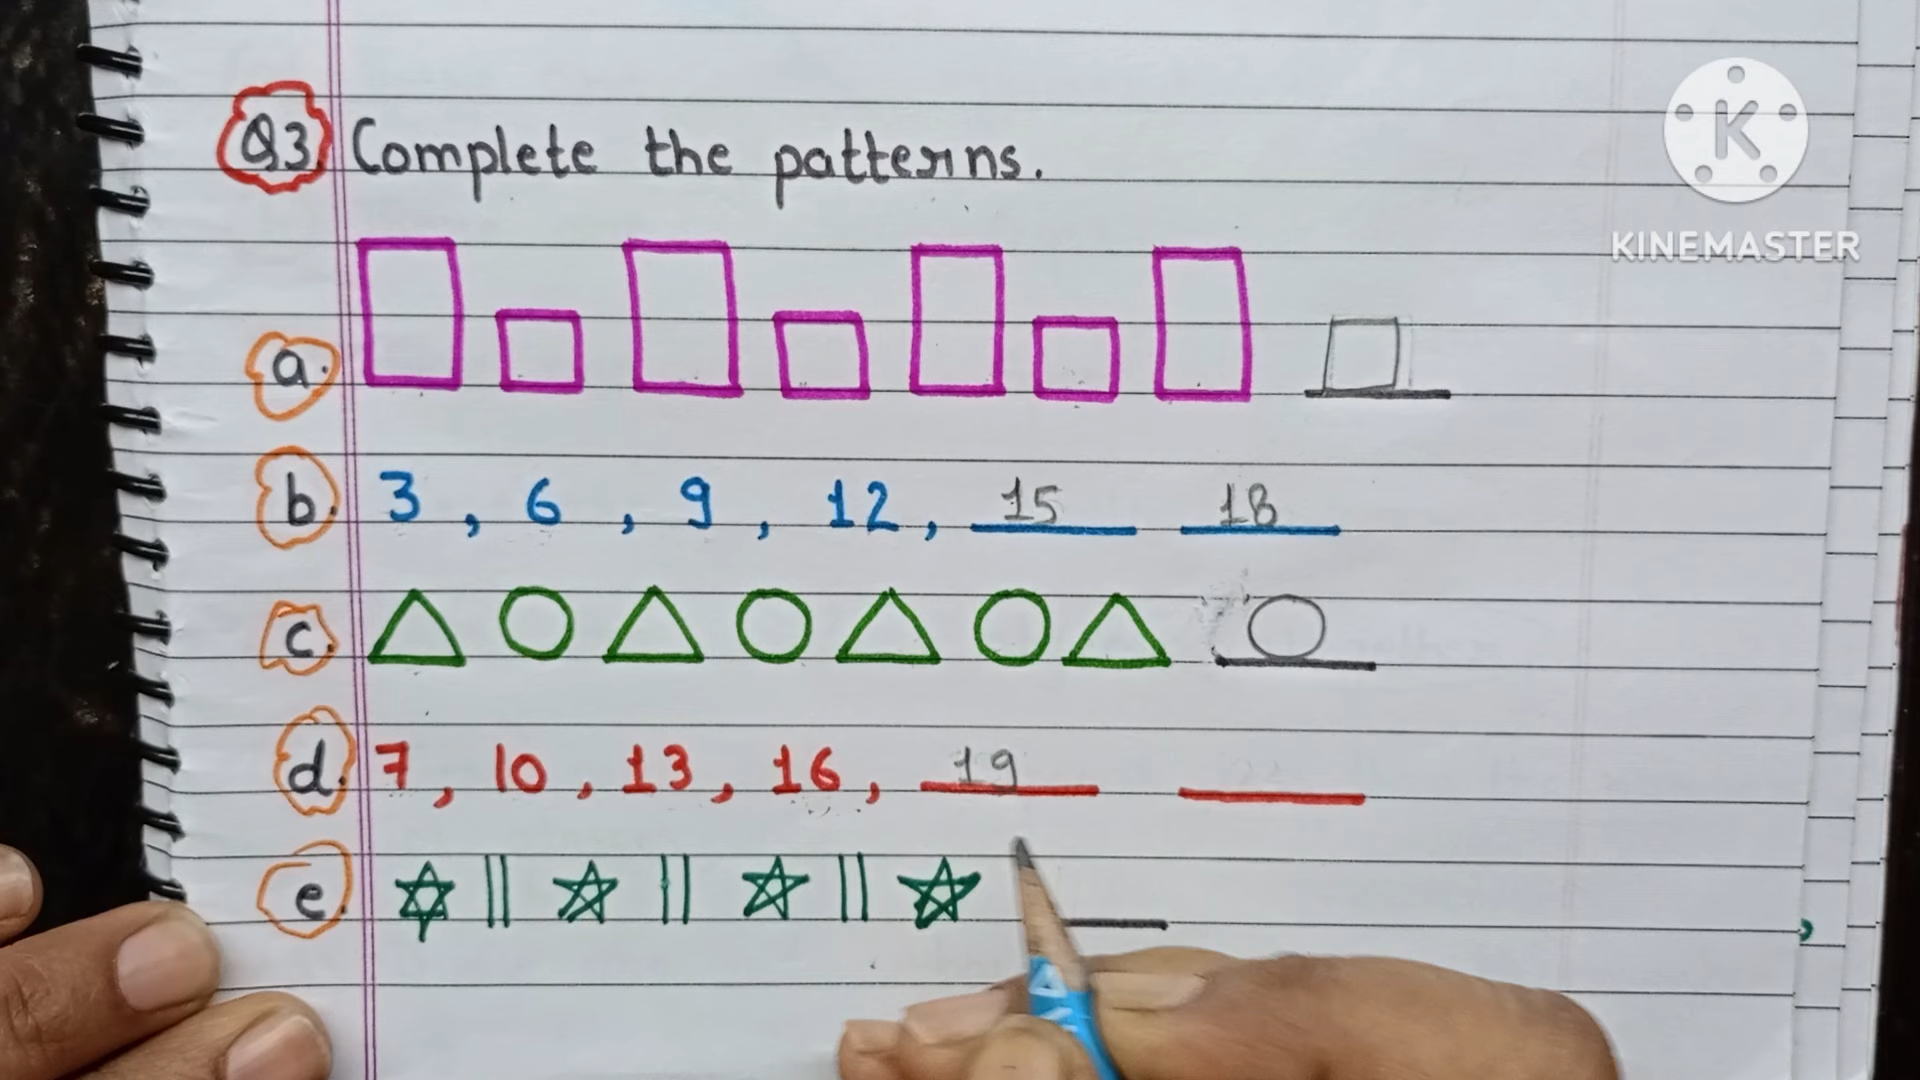 Q3 Complete the patterns.
K
KINEMASTER
a.
b. 3, 6, 9, 12, 15 18
c.
d. 7, 10, 13, 16, 19
e.